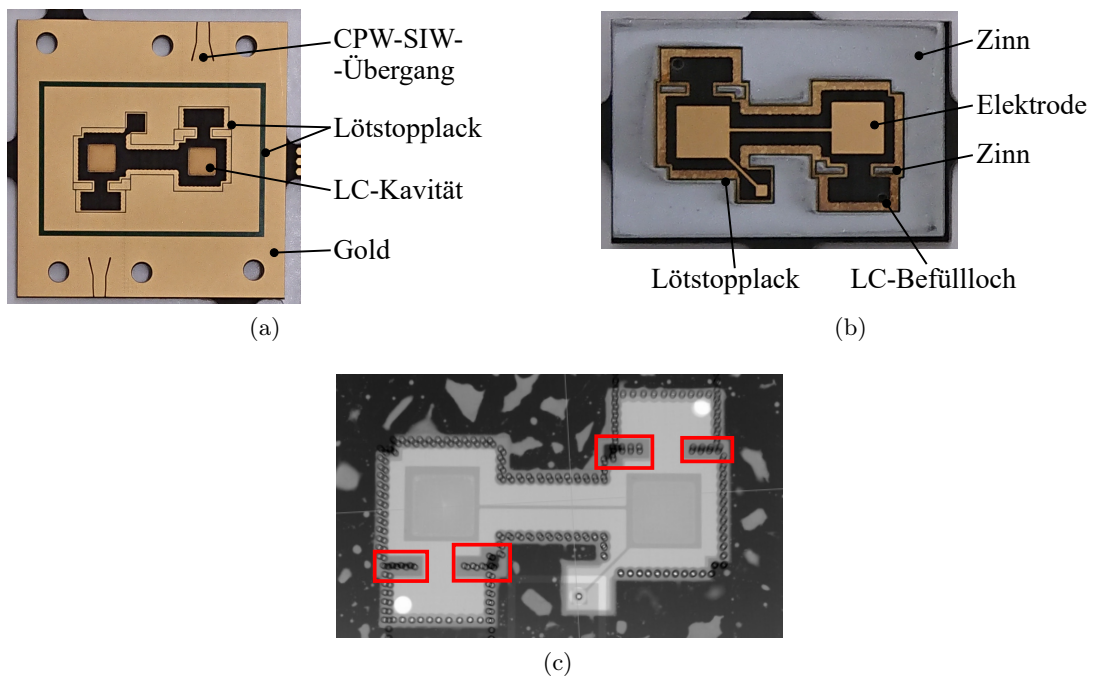 CPW-SIW-
-Übergang
Lötstopplack
LC-Kavität
Gold
(a)
Zinn
Elektrode
Zinn
Lötstopplack
LC-Befüllloch
(b)
(c)